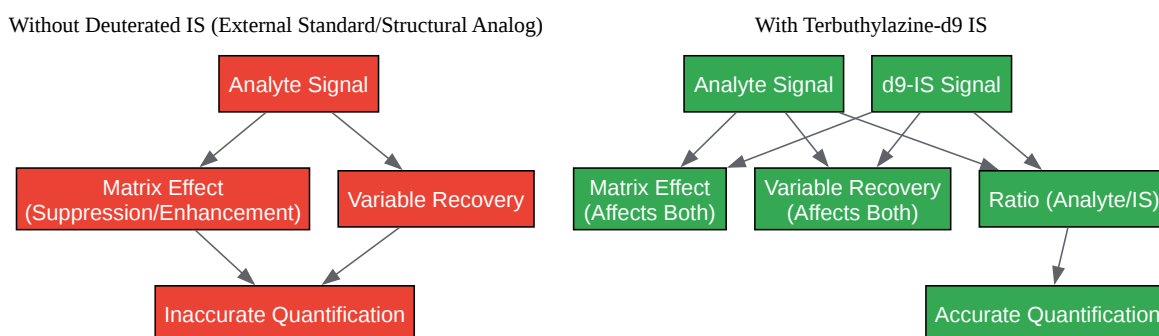 Without Deuterated IS (External Standard/Structural Analog)
Analyte Signal
Matrix Effect
(Suppression/Enhancement)
Variable Recovery
Inaccurate Quantification
With Terbuthylazine-d9 IS
Analyte Signal
d9-IS Signal
Matrix Effect
(Affects Both)
Variable Recovery
(Affects Both)
Ratio (Analyte/IS)
Accurate Quantification